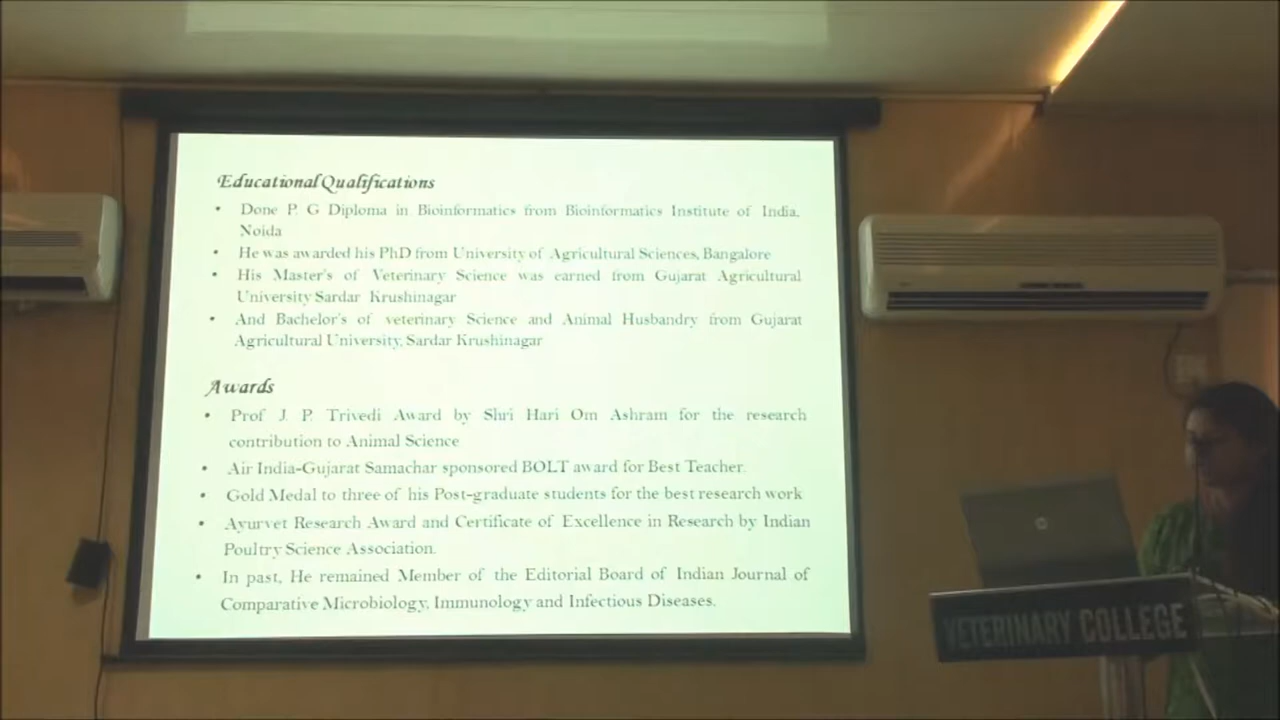 Educational Qualifications
• Done P. G Diploma in Bioinformatics from Bioinformatics Institute of India,
Noida
• He was awarded his PhD from University of Agricultural Sciences, Bangalore
• His Master's of Veterinary Science was earned from Gujarat Agricultural
University Sardar Krushinagar
• And Bachelor's of veterinary Science and Animal Husbandry from Gujarat
Agricultural University, Sardar Krushinagar
Awards
• Prof J. P. Trivedi Award by Shri Hari Om Ashram for the research
contribution to Animal Science
• Air India-Gujarat Samachar sponsored BOLT award for Best Teacher.
• Gold Medal to three of his Post-graduate students for the best research work
• Ayurvet Research Award and Certificate of Excellence in Research by Indian
Poultry Science Association.
• In past, He remained Member of the Editorial Board of Indian Journal of
Comparative Microbiology, Immunology and Infectious Diseases.
VETERINARY COLLEGE